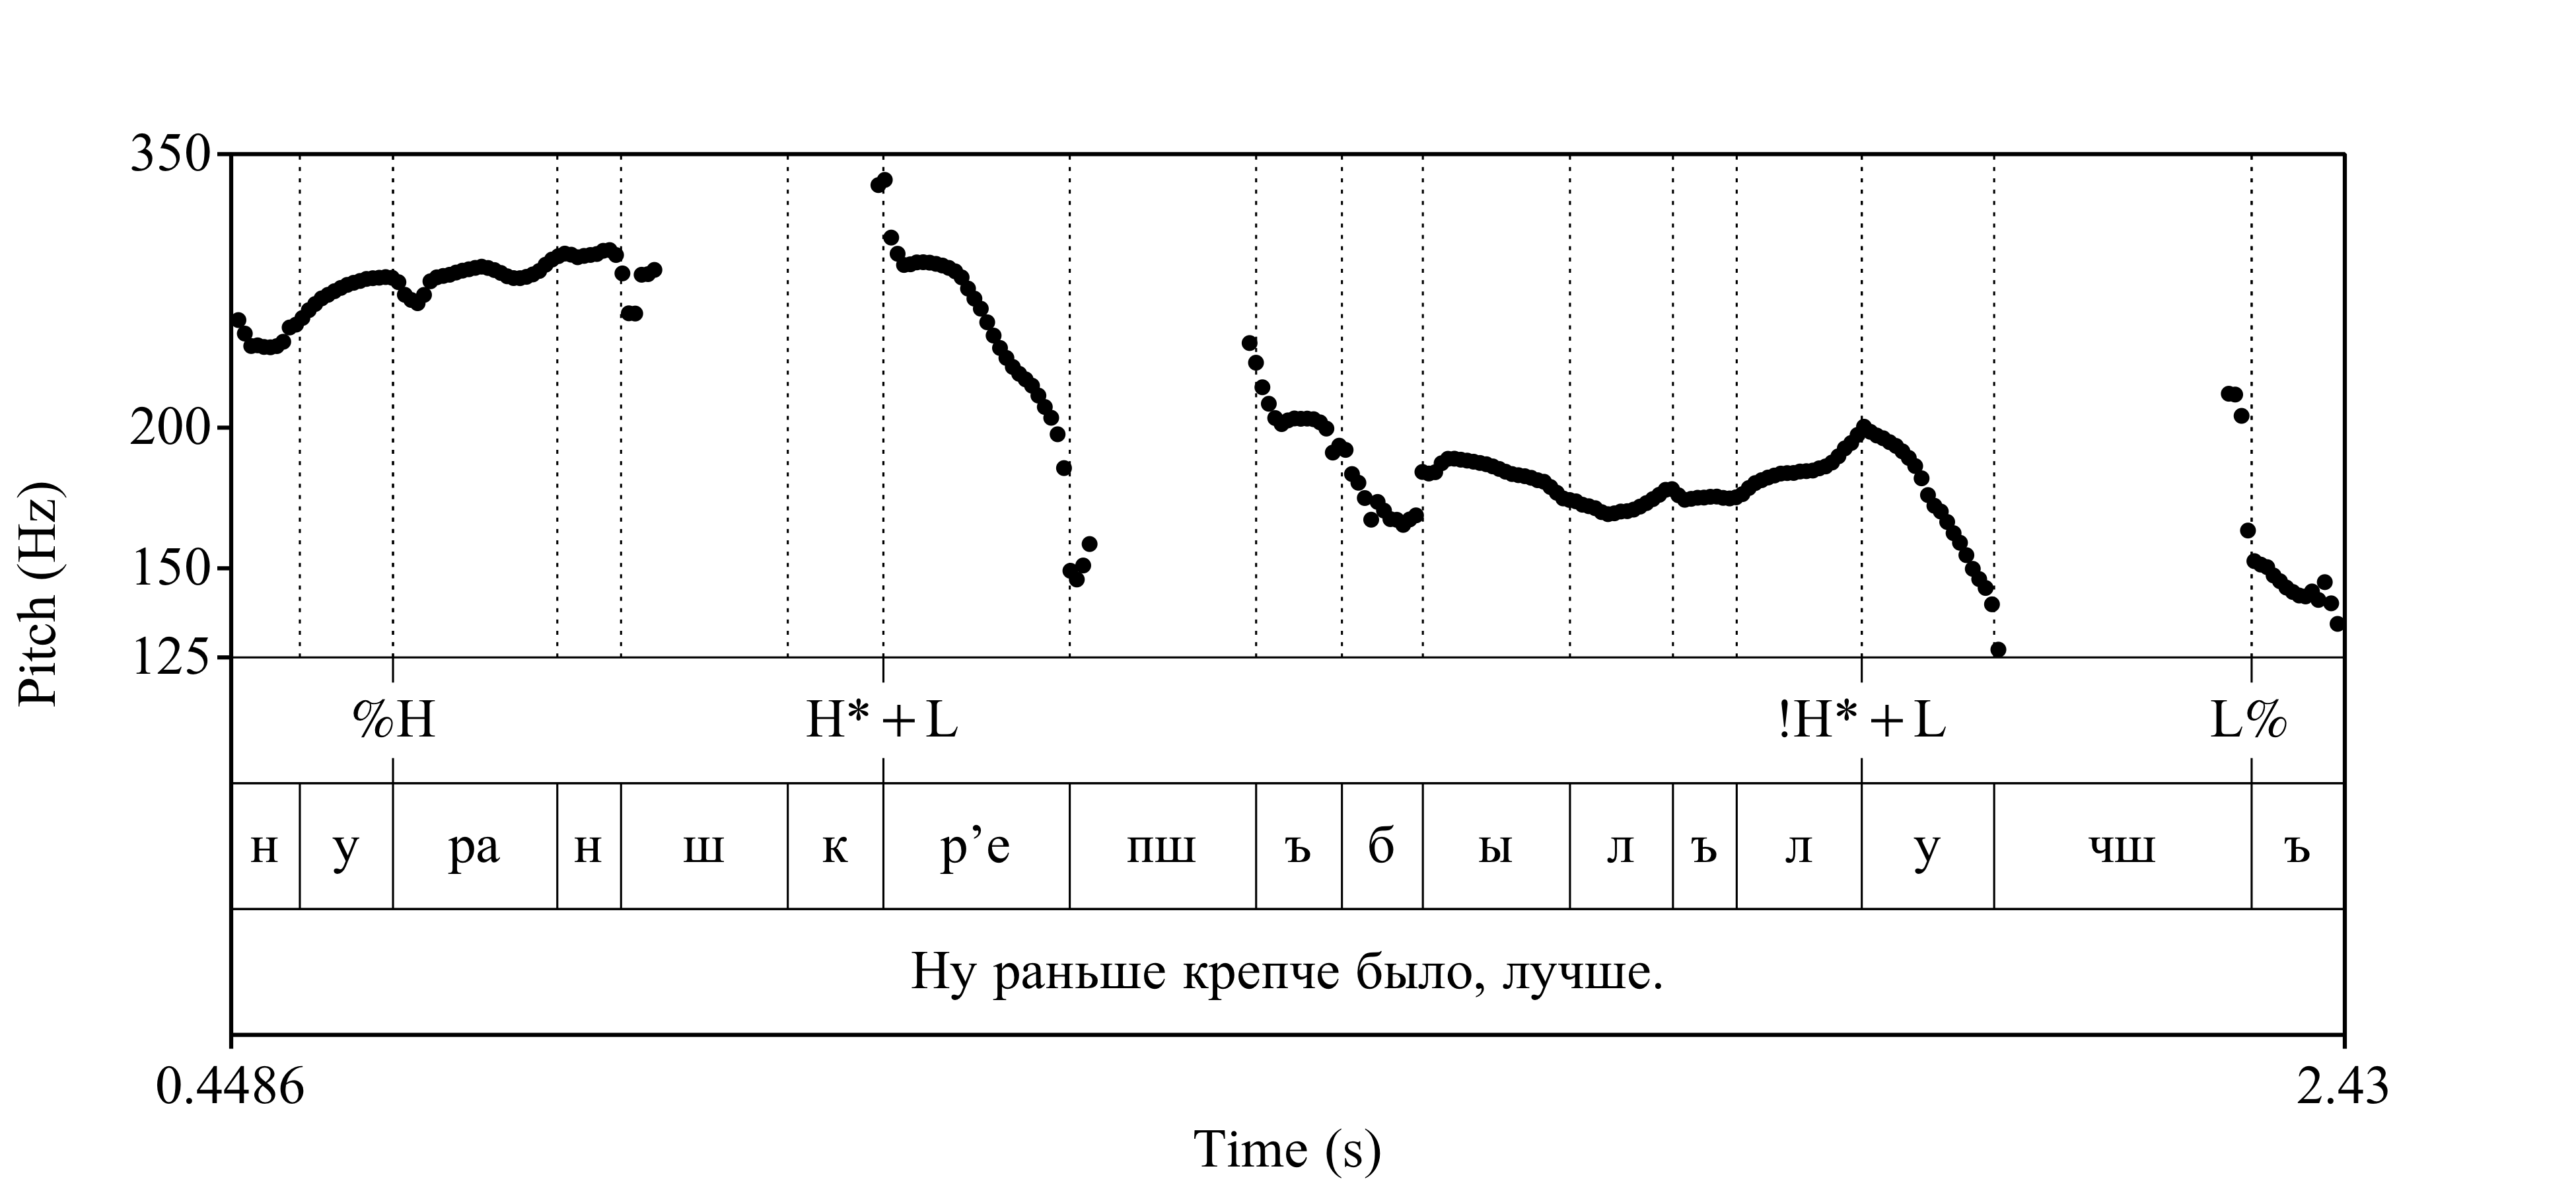 350
200
150
125
Pitch (Hz)
%H H* + L !H* + L L%
н у ра н ш к р’е пш ъ б ы л ъ л у чш ъ
Ну раньше крепче было, лучше.
0.4486 2.43
Time (s)